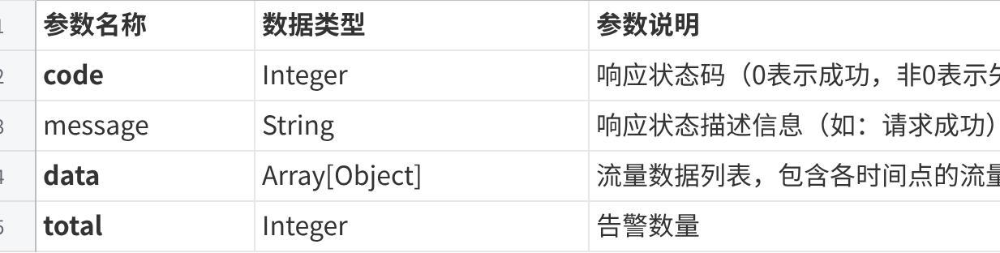 参数名称 数据类型 参数说明
2 code Integer 响应状态码（0表示成功，非0表示
3 message String 响应状态描述信息（如：请求成功）
4 data Array[Object] 流量数据列表，包含各时间点的流量
5 total Integer 告警数量